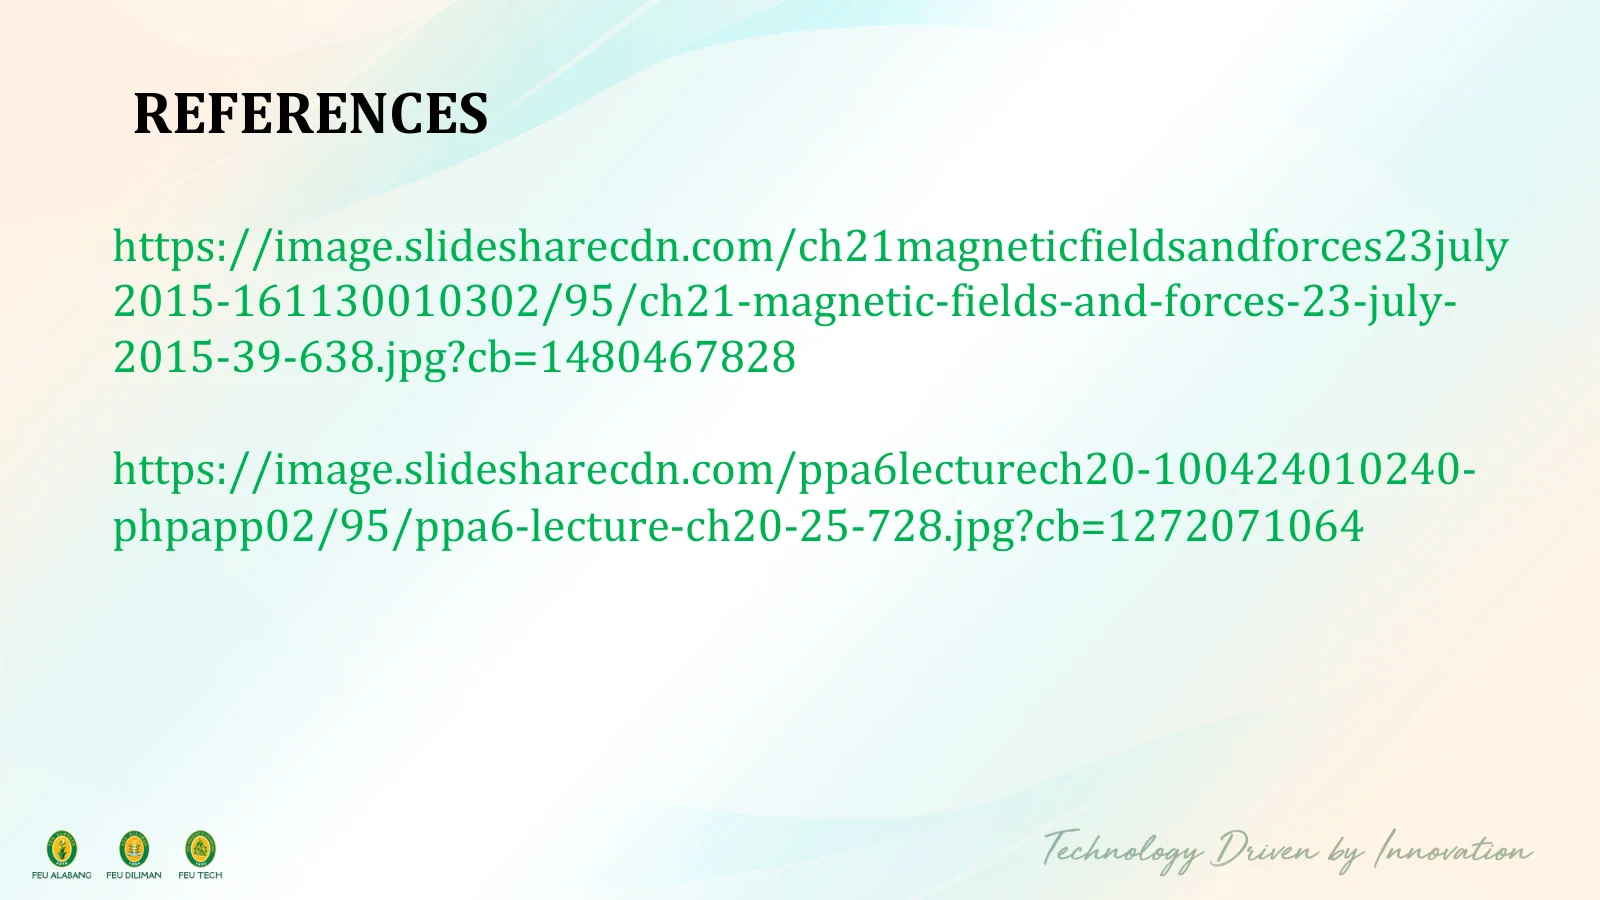 REFERENCES
https://image.slidesharecdn.com/ch21magneticfieldsandforces23july
2015-161130010302/95/ch21-magnetic-fields-and-forces-23-july-
2015-39-638.jpg?cb=1480467828
https://image.slidesharecdn.com/ppa6lecturech20-100424010240-
phpapp02/95/ppa6-lecture-ch20-25-728.jpg?cb=1272071064
FEU ALABANG FEU DILIMAN FEU TECH
Technology Driven by Innovation